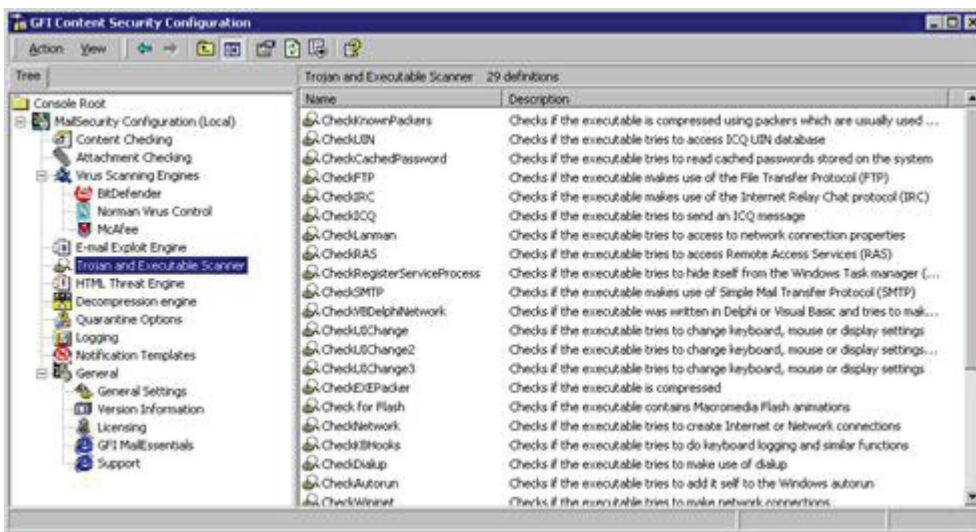 GFI Content Security Configuration
Action View
Tree
Trojan and Executable Scanner 29 definitions
Console Root
MailSecurity Configuration (Local)
Content Checking
Attachment Checking
Virus Scanning Engines
BitDefender
Norman Virus Control
McAfee
E-mail Exploit Engine
Trojan and Executable Scanner
HTML Threat Engine
Decompression engine
Quarantine Options
Logging
Notification Templates
General
General Settings
Version Information
Licensing
GFI MailEssentials
Support
Name Description
CheckKnownPackers Checks if the executable is compressed using packers which are usually used ...
CheckUIN Checks if the executable tries to access ICQ UIN database
CheckCachedPassword Checks if the executable tries to read cached passwords stored on the system
CheckFTP Checks if the executable makes use of the File Transfer Protocol (FTP)
CheckIRC Checks if the executable makes use of the Internet Relay Chat protocol (IRC)
CheckICQ Checks if the executable tries to send an ICQ message
CheckLanman Checks if the executable tries to access to network connection properties
CheckRAS Checks if the executable tries to access Remote Access Services (RAS)
CheckRegisterServiceProcess Checks if the executable tries to hide itself from the Windows Task manager (...
CheckSMTP Checks if the executable makes use of Simple Mail Transfer Protocol (SMTP)
CheckVBDelphNetwork Checks if the executable was written in Delphi or Visual Basic and tries to mak...
CheckUIChange Checks if the executable tries to change keyboard, mouse or display settings
CheckUIChange2 Checks if the executable tries to change keyboard, mouse or display settings...
CheckUIChange3 Checks if the executable tries to change keyboard, mouse or display settings
CheckEXEPacker Checks if the executable is compressed
Check for Flash Checks if the executable contains Macromedia Flash animations
CheckNetwork Checks if the executable tries to create Internet or Network connections
CheckKBHooks Checks if the executable tries to do keyboard logging and similar functions
CheckDialup Checks if the executable tries to make use of dialup
CheckAutorun Checks if the executable tries to add it self to the Windows autorun
CheckWininet Checks if the executable tries to make network connections